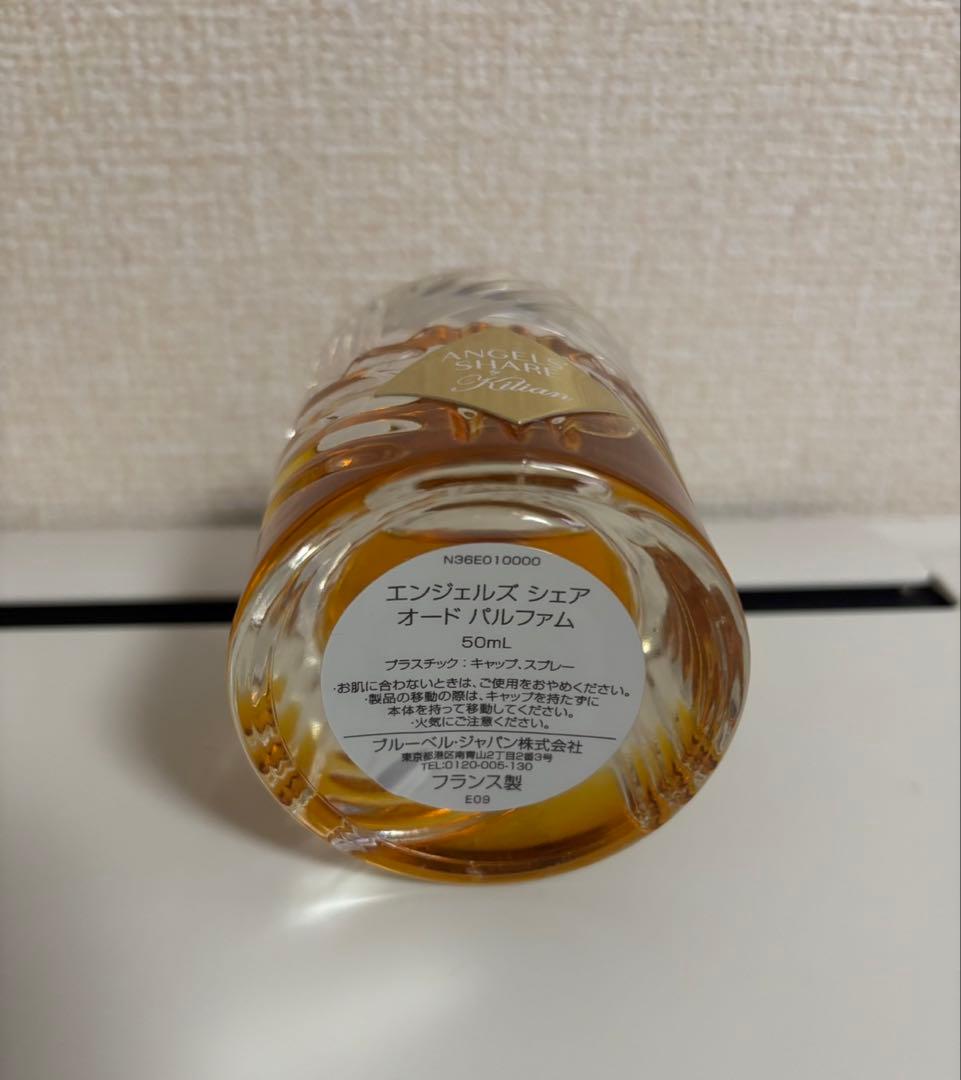 ANGELS'
SHARE
by
Kilian
N36E010000
エンジェルズ シェア
オード パルファム
50mL
プラスチック：キャップ、スプレー
・お肌に合わないときは、ご使用をおやめください。
・製品の移動の際は、キャップを持たずに
本体を持って移動してください。
・火気にご注意ください。
ブルーベル・ジャパン株式会社
東京都港区南青山2丁目2番3号
TEL:0120-005-130
フランス製
E09